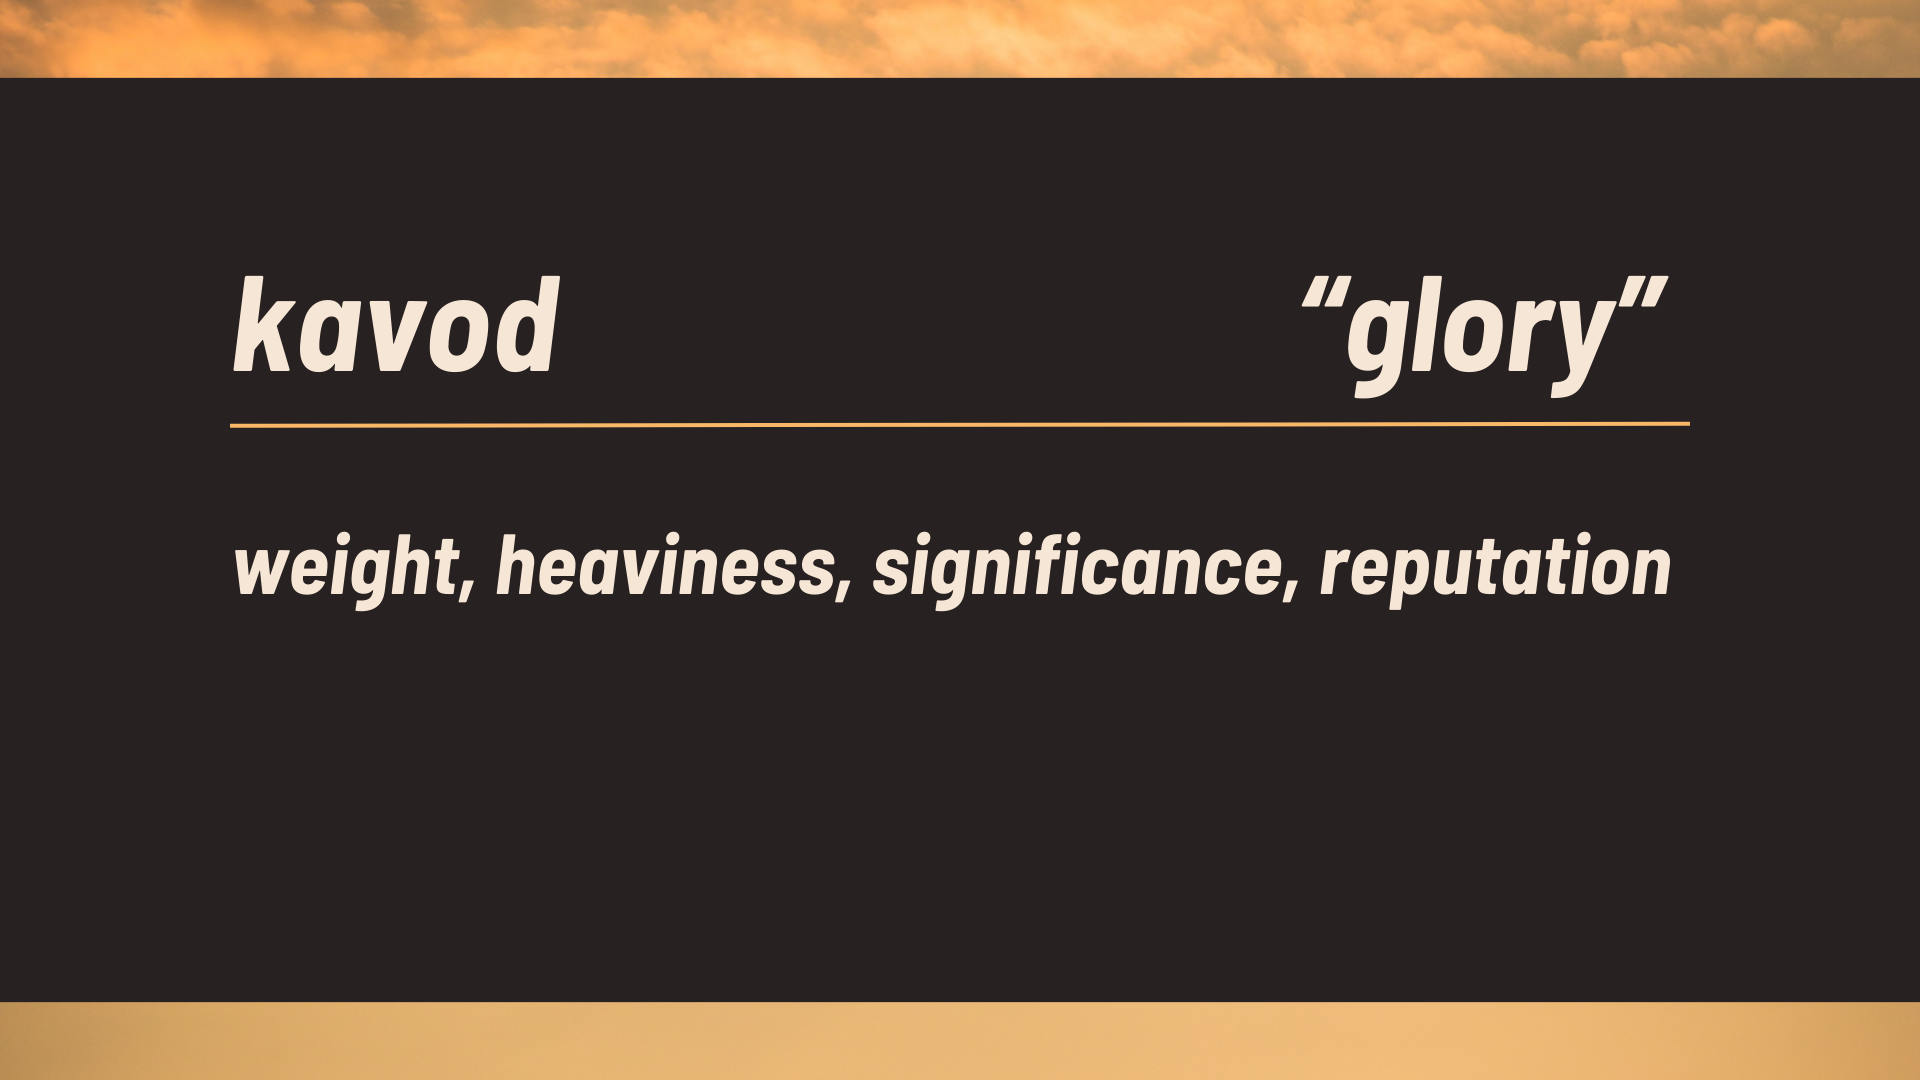 kavod “glory”
weight, heaviness, significance, reputation